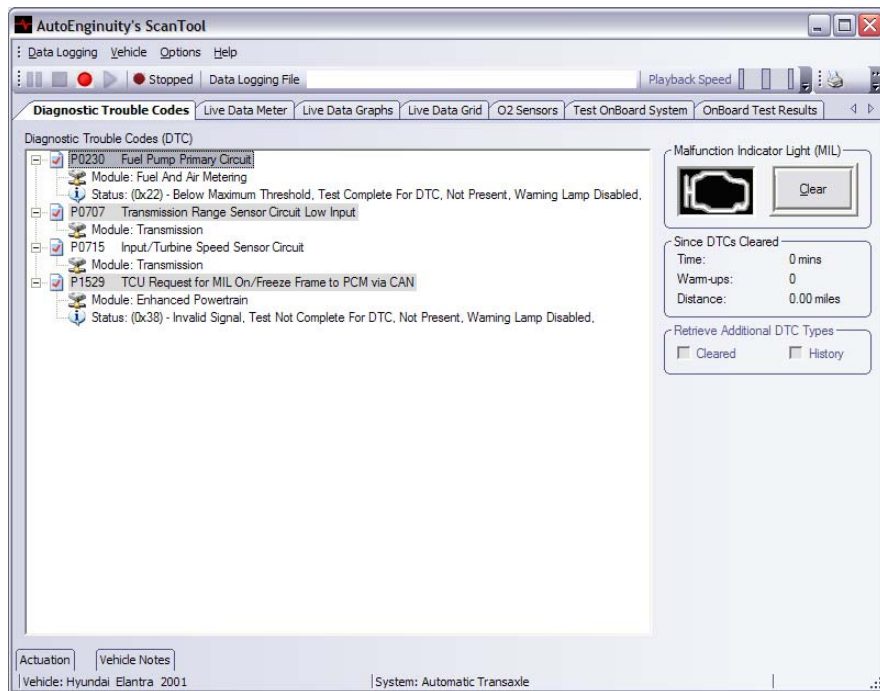 AutoEnginuity's ScanTool
Data Logging Vehicle Options Help
Stopped Data Logging File Playback Speed
Diagnostic Trouble Codes Live Data Meter Live Data Graphs Live Data Grid O2 Sensors Test OnBoard System OnBoard Test Results
Diagnostic Trouble Codes (DTC)
P0230 Fuel Pump Primary Circuit
Module: Fuel And Air Metering
Status: (0x22) - Below Maximum Threshold, Test Complete For DTC, Not Present, Warning Lamp Disabled,
P0707 Transmission Range Sensor Circuit Low Input
Module: Transmission
P0715 Input/Turbine Speed Sensor Circuit
Module: Transmission
P1529 TCU Request for MIL On/Freeze Frame to PCM via CAN
Module: Enhanced Powertrain
Status: (0x38) - Invalid Signal, Test Not Complete For DTC, Not Present, Warning Lamp Disabled,
Malfunction Indicator Light (MIL)
Clear
Since DTCs Cleared
Time: 0 mins
Warm-ups: 0
Distance: 0.00 miles
Retrieve Additional DTC Types
Cleared History
Actuation Vehicle Notes
Vehicle: Hyundai Elantra 2001 System: Automatic Transaxle